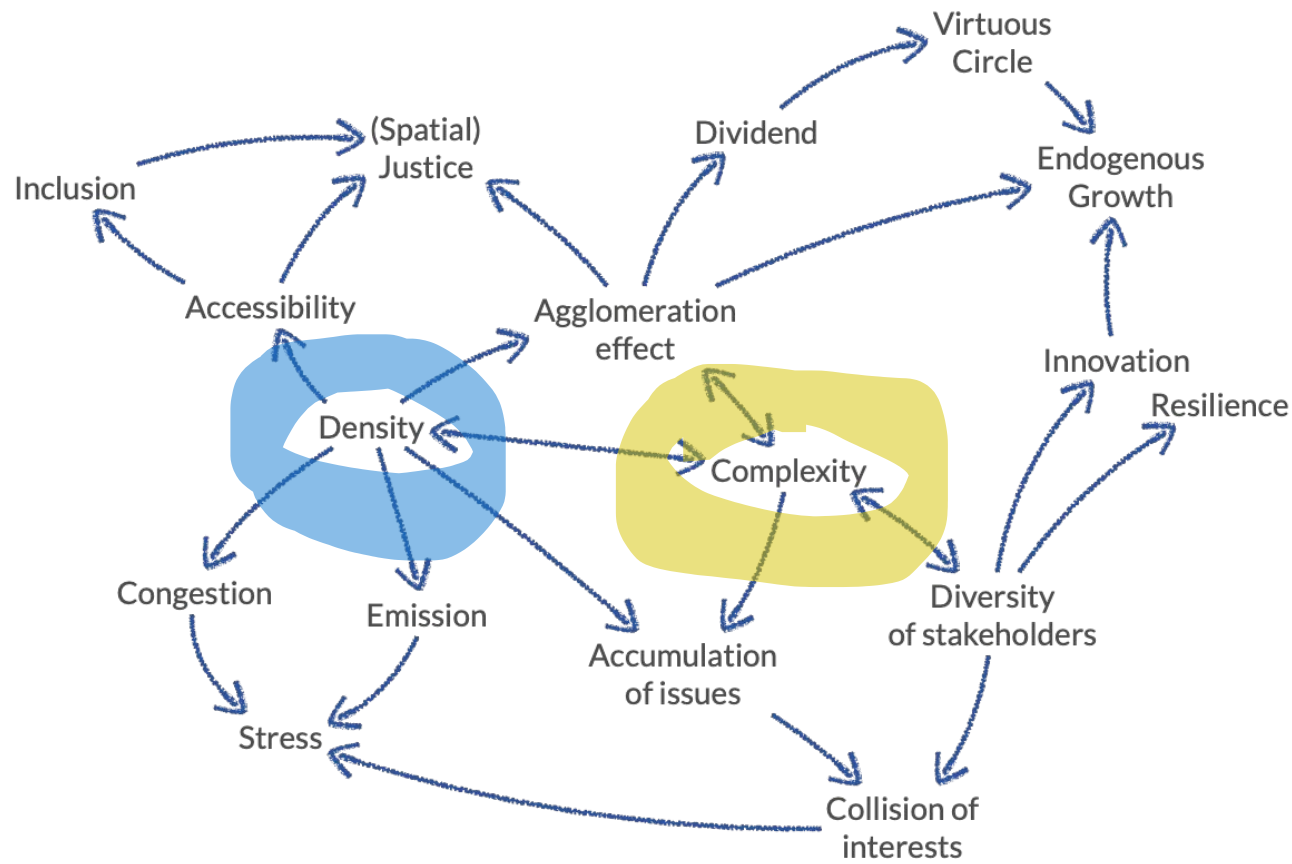 Virtuous
Circle
(Spatial)
Justice
Dividend
Endogenous
Growth
Inclusion
Accessibility
Agglomeration
effect
Innovation
Resilience
Density
Complexity
Congestion
Emission
Diversity
of stakeholders
Accumulation
of issues
Stress
Collision of
interests